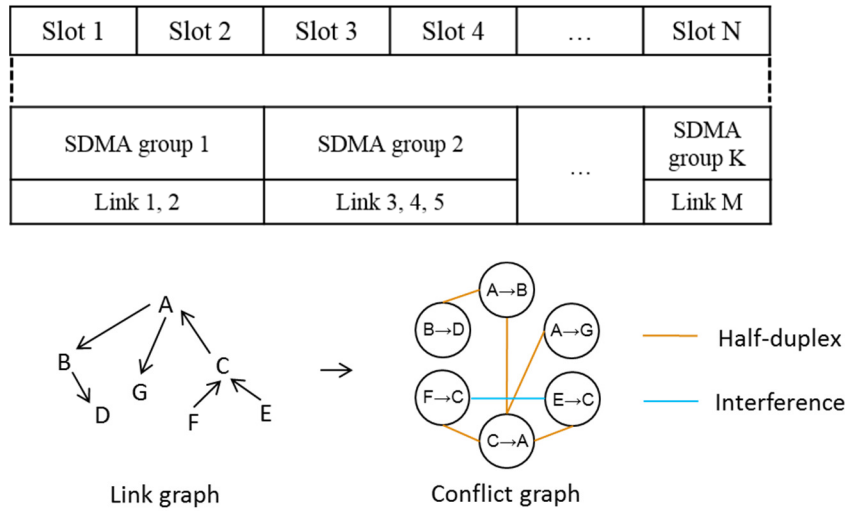 Slot 1 Slot 2 Slot 3 Slot 4 … Slot N
SDMA group 1 SDMA group 2 … SDMA
group K
Link 1, 2 Link 3, 4, 5 Link M
A
B
C
D
G
F
E
→
A→B
B→D
A→G
F→C
E→C
C→A
Half-duplex
Interference
Link graph
Conflict graph